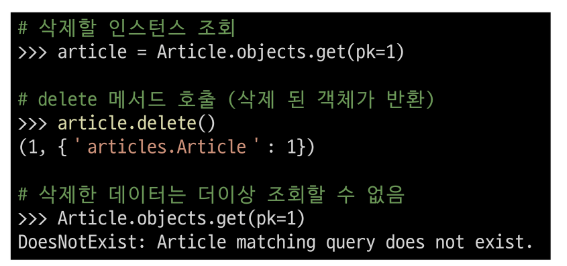 # 삭제할 인스턴스 조회
>>> article = Article.objects.get(pk=1)
# delete 메서드 호출 (삭제 된 객체가 반환)
>>> article.delete()
(1, {'articles.Article': 1})
# 삭제한 데이터는 더이상 조회할 수 없음
>>> Article.objects.get(pk=1)
DoesNotExist: Article matching query does not exist.